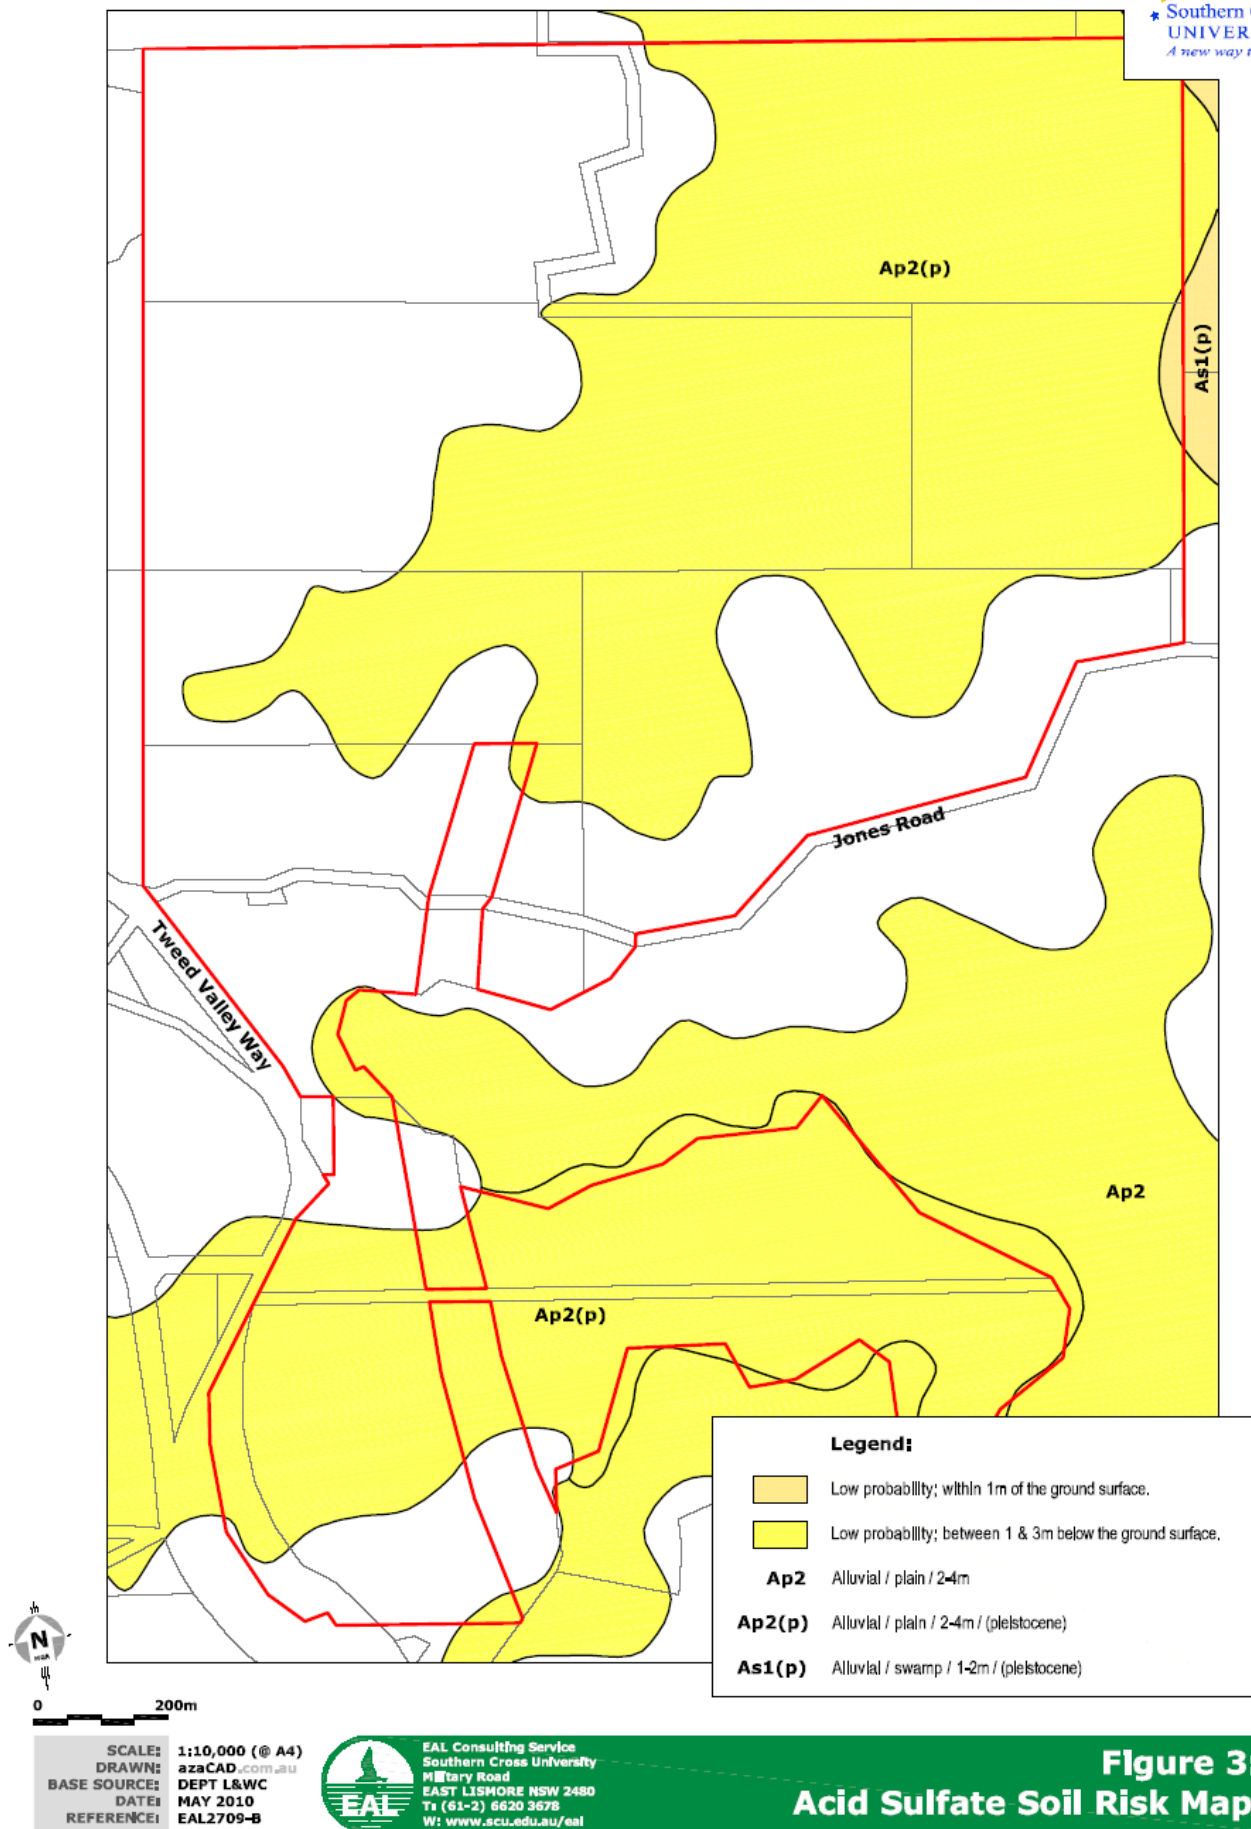 Southern
UNIVER
A new way t
Ap2(p)
As1(p)
Jones Road
Tweed Valley Way
Ap2
Ap2(p)
Legend:
Low probability; within 1m of the ground surface.
Low probability; between 1 & 3m below the ground surface.
Ap2 Alluvial / plain / 2-4m
Ap2(p) Alluvial / plain / 2-4m / (pleistocene)
As1(p) Alluvial / swamp / 1-2m / (pleistocene)
N
0 200m
SCALE: 1:10,000 (@ A4)
DRAWN: azaCAD.com.au
BASE SOURCE: DEPT L&WC
DATE: MAY 2010
REFERENCE: EAL2709-B
EAL
EAL Consulting Service
Southern Cross University
Military Road
EAST LISMORE NSW 2480
T: (61-2) 6620 3678
W: www.scu.edu.au/eal
Figure 3:
Acid Sulfate Soil Risk Map